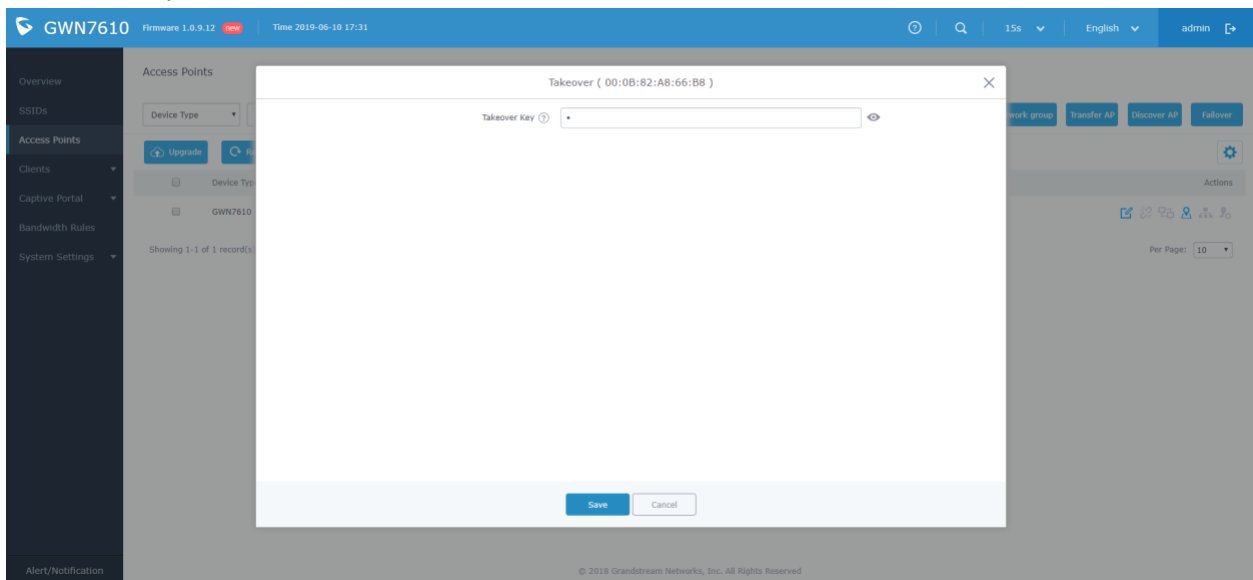 GWN7610 Firmware 1.0.9.12 new Time 2019-06-10 17:31 15s English admin
Overview
SSIDs
Access Points
Clients
Captive Portal
Bandwidth Rules
System Settings
Alert/Notification
Access Points
Device Type
work group Transfer AP Discover AP Failover
Upgrade
Device Typ Actions
GWN7610
Showing 1-1 of 1 record(s) Per Page: 10
Takeover ( 00:0B:82:A8:66:B8 )
Takeover Key ? •
Save Cancel
© 2018 Grandstream Networks, Inc. All Rights Reserved